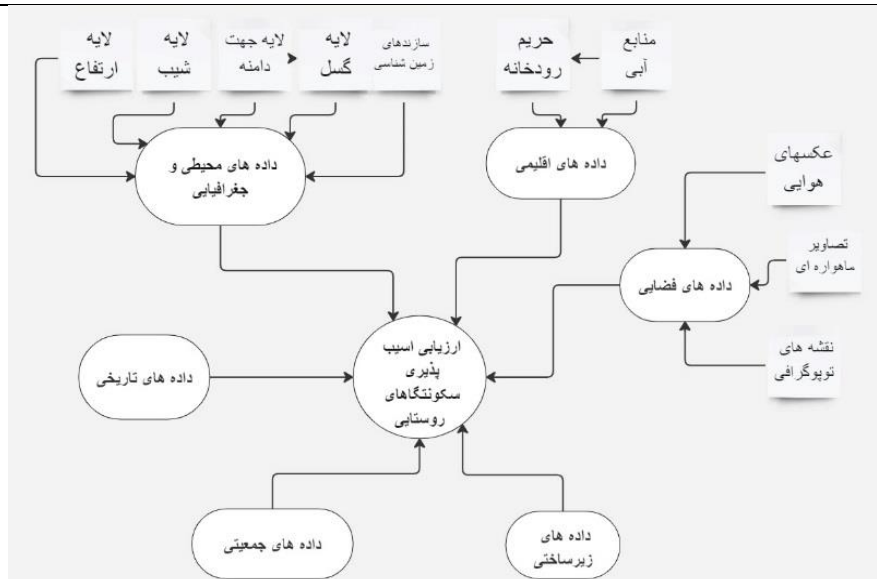 منابع
آبی
حریم
رودخانه
سازندهای
زمین شناسی
لایه
گسل
لایه جهت
دامنه
لایه
شیب
لایه
ارتفاع
داده های اقلیمی
داده های محیطی و
جغرافیایی
عکسهای
هوایی
تصاویر
ماهواره ای
داده های فضایی
نقشه های
توپوگرافی
ارزیابی اسیب
پذیری
سکونتگاهای
روستایی
داده های تاریخی
داده های
زیرساختی
داده های جمعیتی